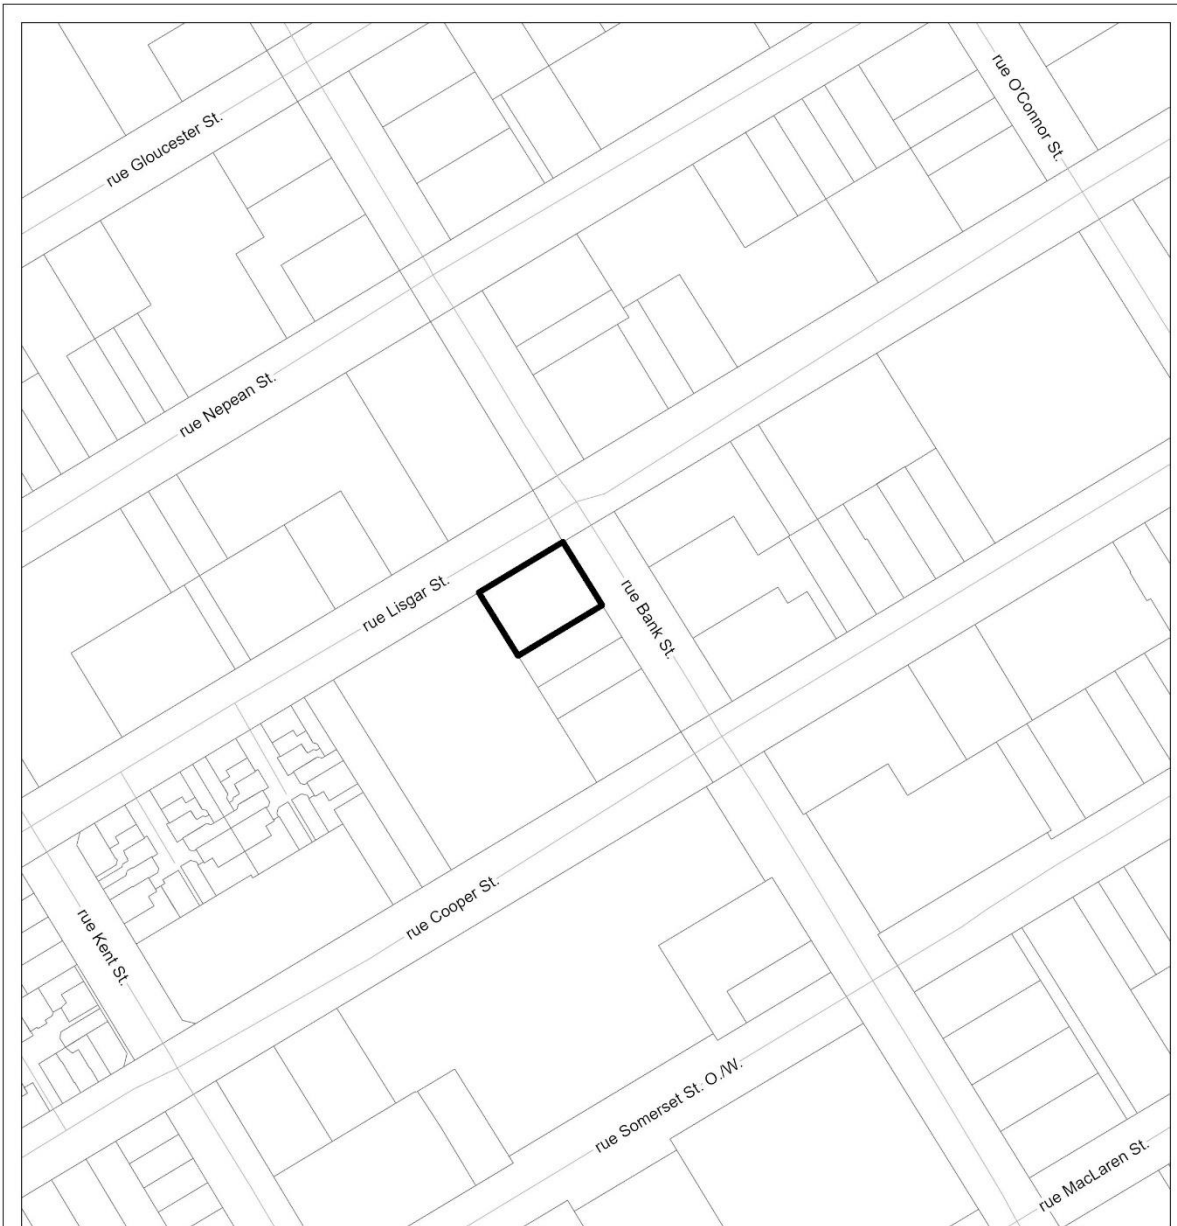 rue O'Connor St.
rue Gloucester St.
rue Nepean St.
rue Lisgar St.
rue Bank St.
rue Cooper St.
rue Kent St.
rue Somerset St. O./W.
rue MacLaren St.